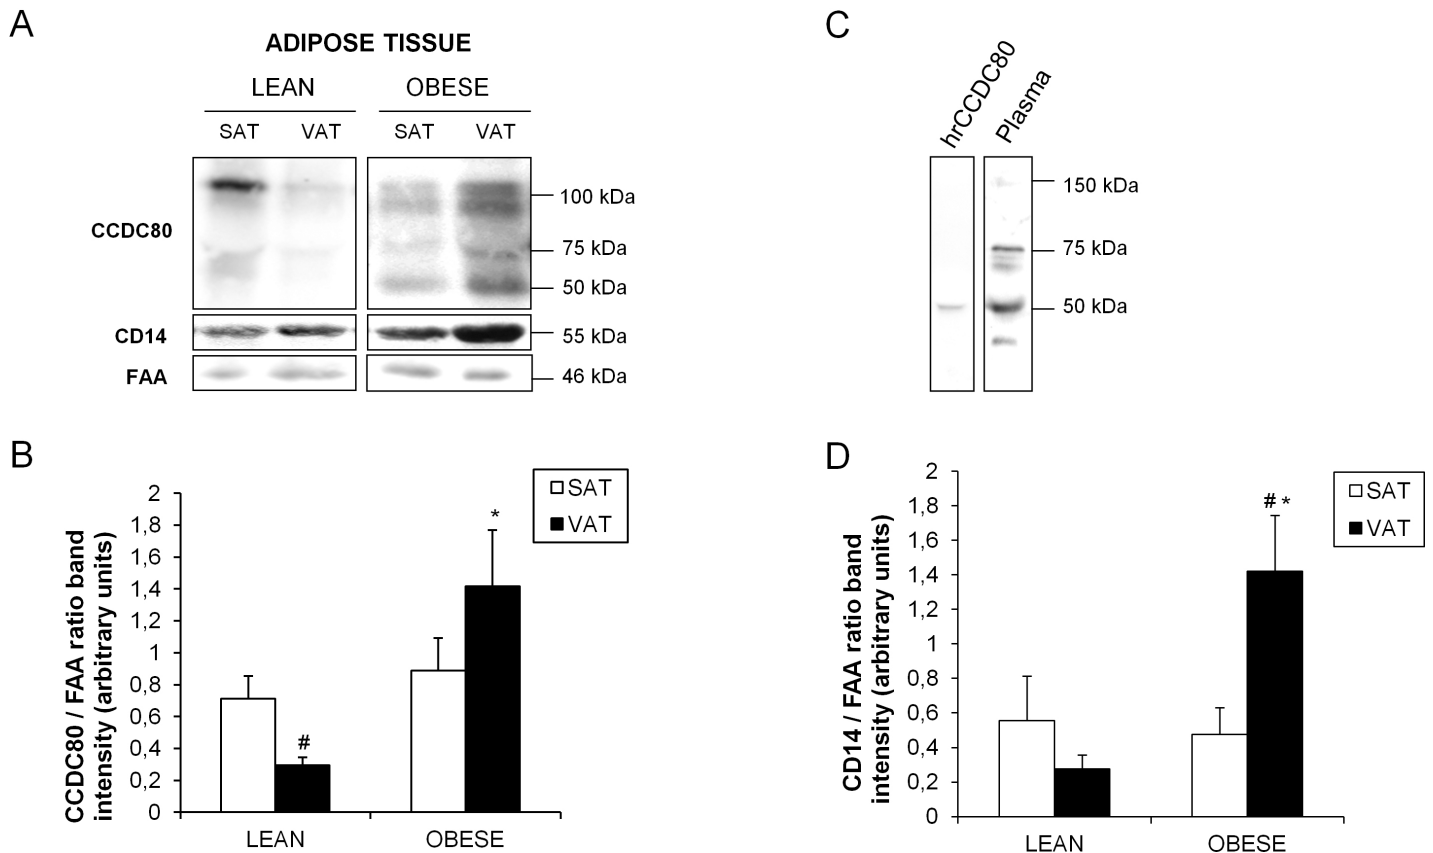 A
ADIPOSE TISSUE
LEAN OBESE
SAT VAT SAT VAT
CCDC80
100 kDa
75 kDa
50 kDa
CD14
55 kDa
FAA
46 kDa
C
hrCCDC80
Plasma
150 kDa
75 kDa
50 kDa
B
CCDC80 / FAA ratio band
intensity (arbitrary units)
2
1,8
1,6
1,4
1,2
1
0,8
0,6
0,4
0,2
0
#
*
SAT
VAT
LEAN OBESE
D
CD14 / FAA ratio band
intensity (arbitrary units)
2
1,8
1,6
1,4
1,2
1
0,8
0,6
0,4
0,2
0
# *
SAT
VAT
LEAN OBESE